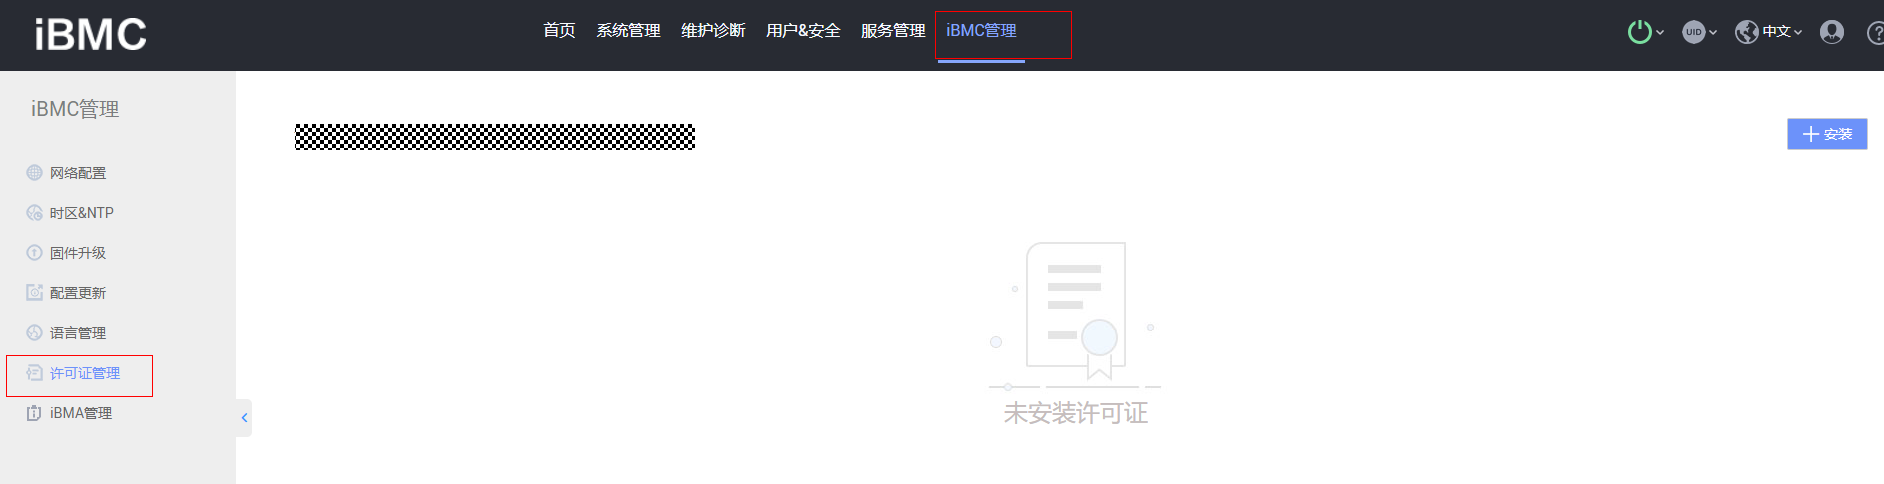 iBMC
首页 系统管理 维护诊断 用户&安全 服务管理 iBMC管理
UID 中文 ?
iBMC管理
安装
网络配置
时区&NTP
固件升级
配置更新
语言管理
许可证管理
iBMA管理
未安装许可证